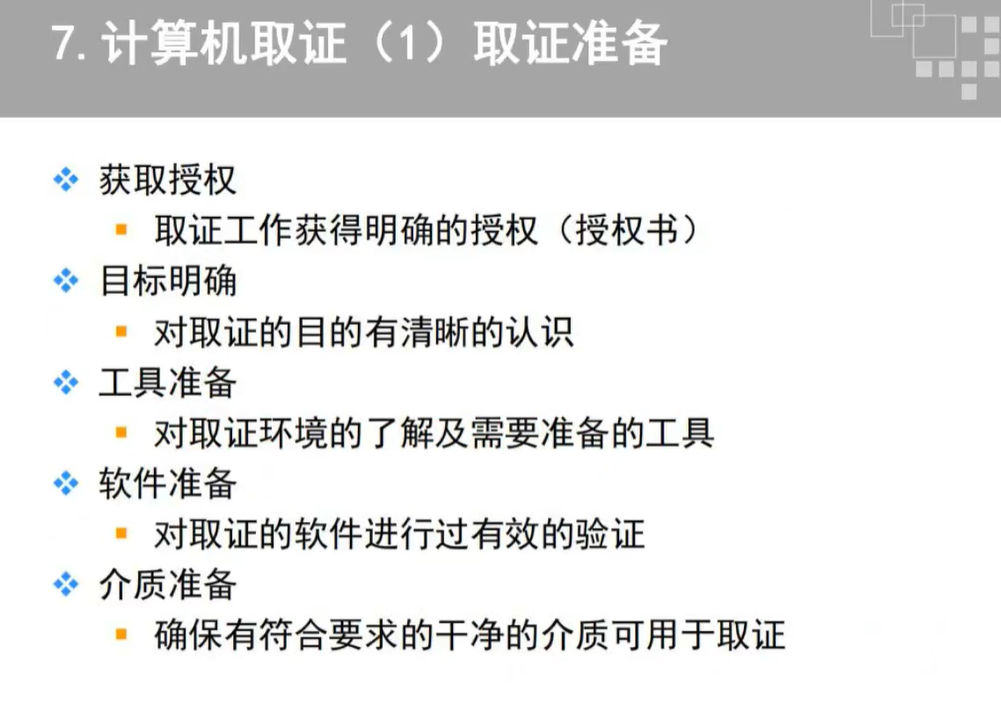 7. 计算机取证（1）取证准备
获取授权
取证工作获得明确的授权（授权书）
目标明确
对取证的目的有清晰的认识
工具准备
对取证环境的了解及需要准备的工具
软件准备
对取证的软件进行过有效的验证
介质准备
确保有符合要求的干净的介质可用于取证